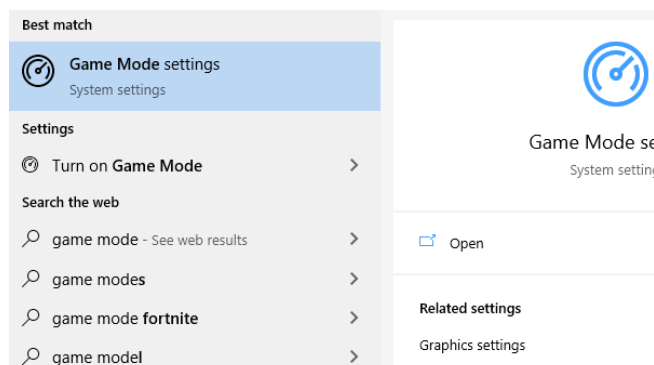 Best match
Game Mode settings
System settings
Settings
Turn on Game Mode
Search the web
game mode - See web results
game modes
game mode fortnite
game model
Game Mode se
System setting
Open
Related settings
Graphics settings